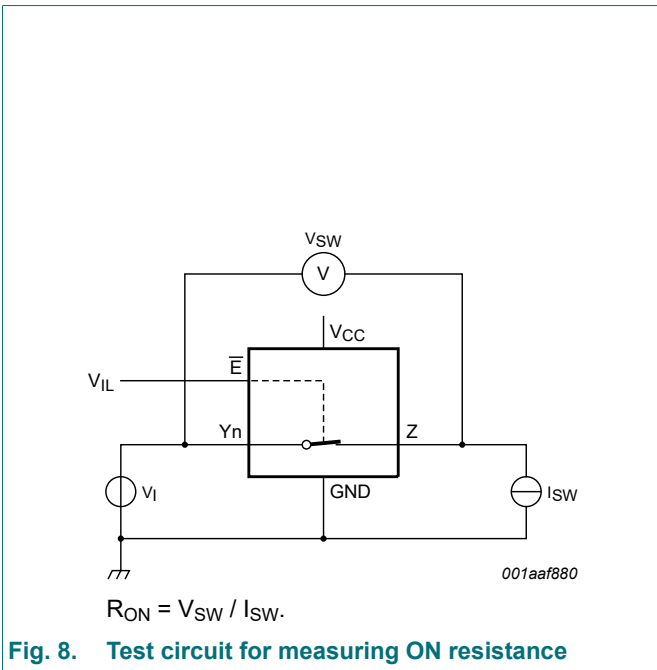 VSW
V
VCC
E̅
VIL
Yn
Z
VI
GND
ISW
001aaf880
RON = VSW / ISW.
Fig. 8. Test circuit for measuring ON resistance